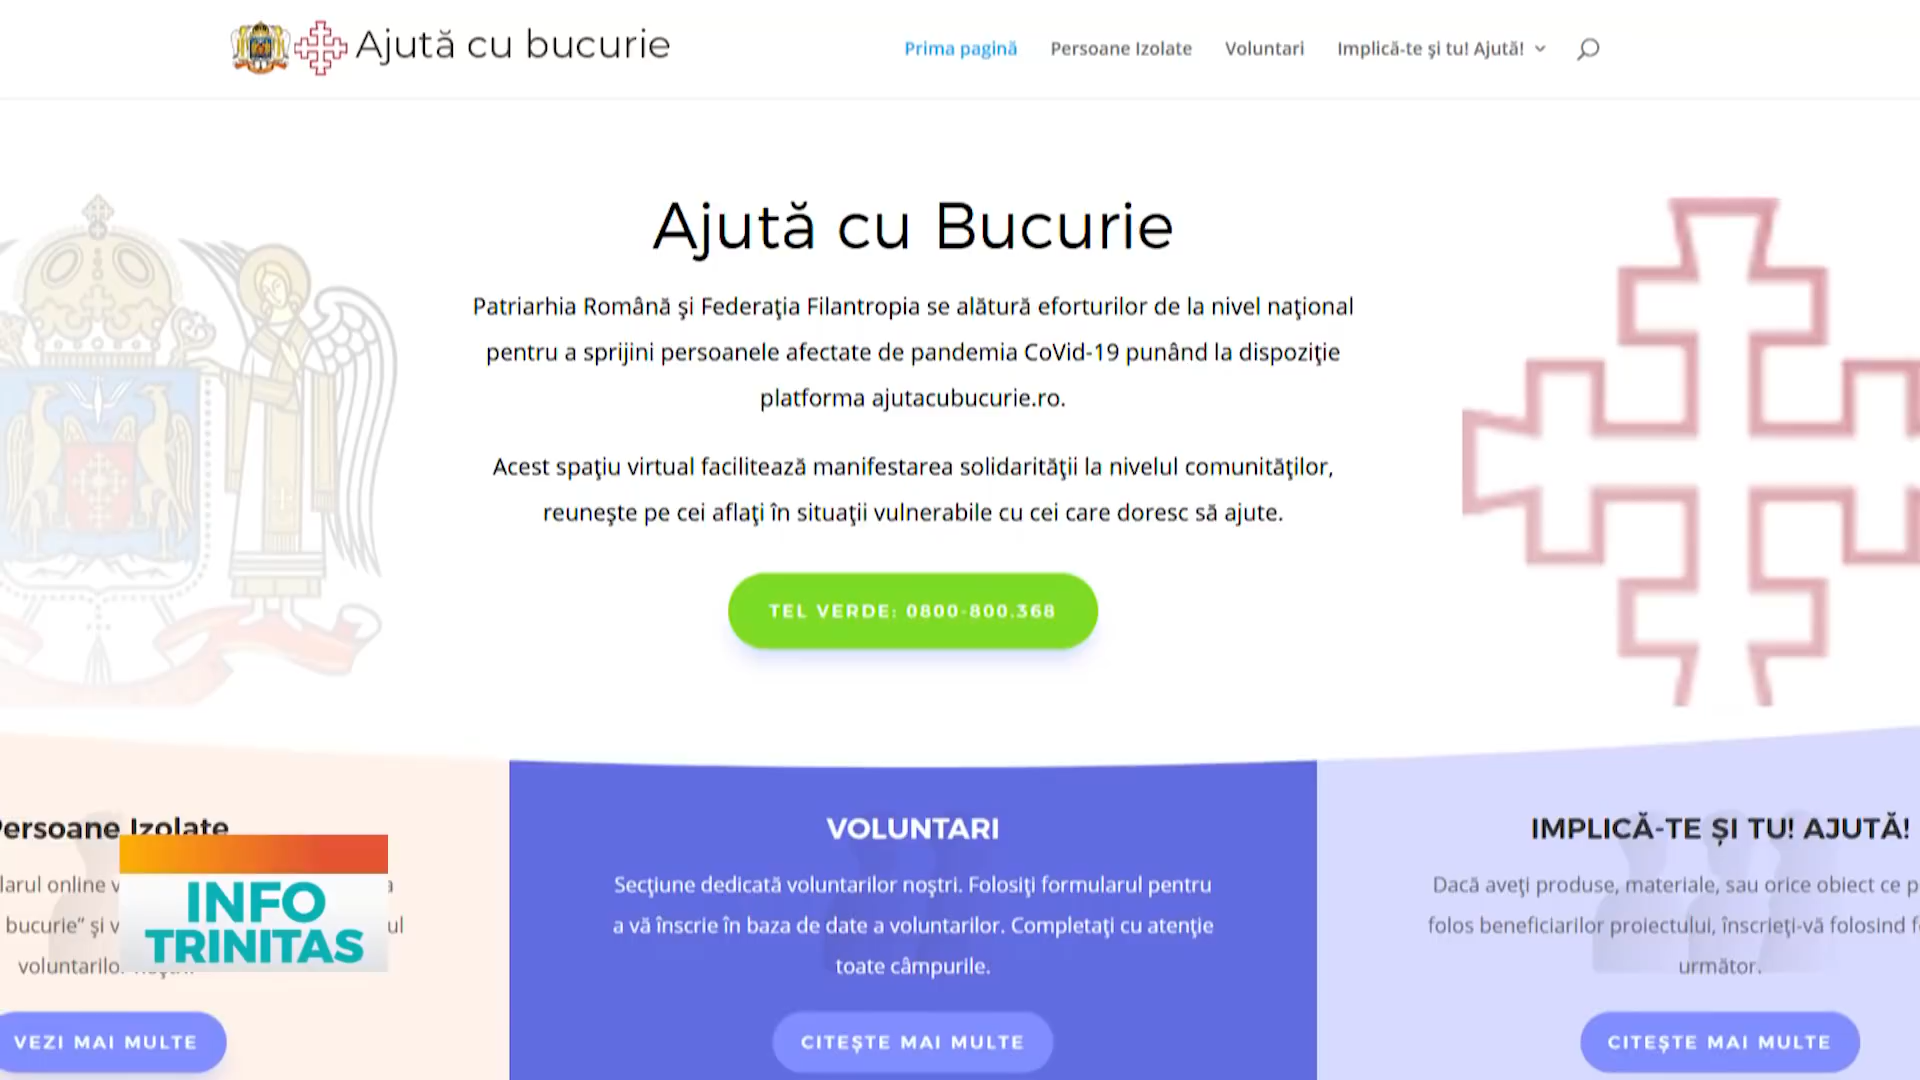 Ajută cu bucurie
Prima pagină
Persoane Izolate
Voluntari
Implică-te şi tu! Ajută!
Ajută cu Bucurie
Patriarhia Română şi Federaţia Filantropia se alătură eforturilor de la nivel naţional
pentru a sprijini persoanele afectate de pandemia CoVid-19 punând la dispoziţie
platforma ajutacubucurie.ro.
Acest spaţiu virtual facilitează manifestarea solidarităţii la nivelul comunităţilor,
reuneşte pe cei aflaţi în situaţii vulnerabile cu cei care doresc să ajute.
TEL VERDE: 0800-800.368
Izolate
online
bucurie“ şi
VEZI MAI MULTE
INFO
TRINITAS
VOLUNTARI
Secţiune dedicată voluntarilor noştri. Folosiţi formularul pentru
a vă înscrie în baza de date a voluntarilor. Completaţi cu atenţie
toate câmpurile.
CITEȘTE MAI MULTE
IMPLICĂ-TE ȘI TU! AJUTĂ!
Dacă aveţi produse, materiale, sau orice obiect ce
folos beneficiarilor proiectului, înscrieţi-vă folosind
următor.
CITEȘTE MAI MULTE